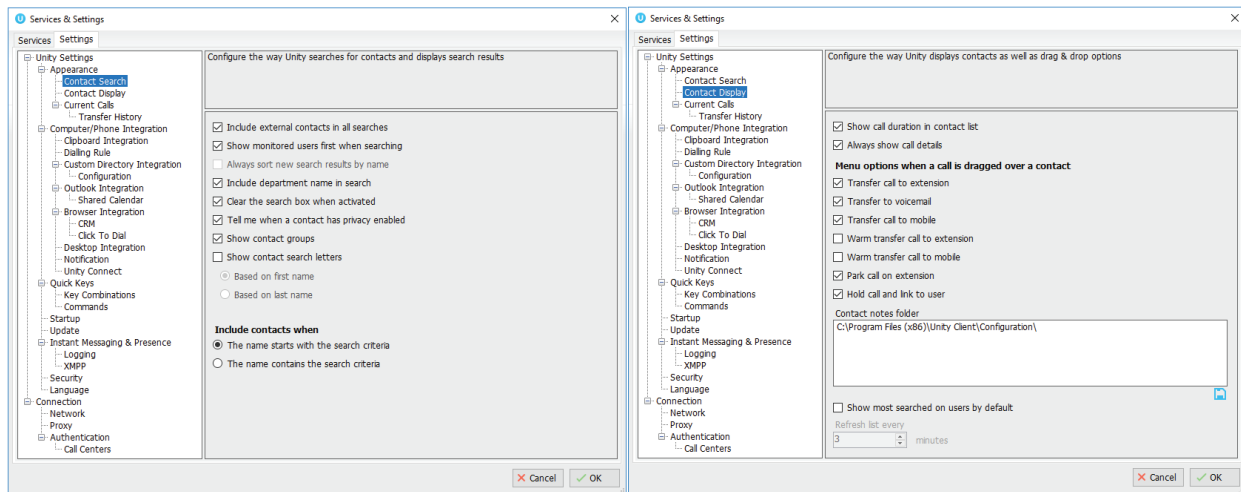 Services & Settings
Services Settings
Unity Settings
Appearance
Contact Search
Contact Display
Current Calls
Transfer History
Computer/Phone Integration
Clipboard Integration
Dialling Rule
Custom Directory Integration
Configuration
Outlook Integration
Shared Calendar
Browser Integration
CRM
Click To Dial
Desktop Integration
Notification
Unity Connect
Quick Keys
Key Combinations
Commands
Startup
Update
Instant Messaging & Presence
Logging
XMPP
Security
Language
Connection
Network
Proxy
Authentication
Call Centers
Configure the way Unity searches for contacts and displays search results
Include external contacts in all searches
Show monitored users first when searching
Always sort new search results by name
Include department name in search
Clear the search box when activated
Tell me when a contact has privacy enabled
Show contact groups
Show contact search letters
Based on first name
Based on last name
Include contacts when
The name starts with the search criteria
The name contains the search criteria
Cancel OK
Services & Settings
Services Settings
Unity Settings
Appearance
Contact Search
Contact Display
Current Calls
Transfer History
Computer/Phone Integration
Clipboard Integration
Dialling Rule
Custom Directory Integration
Configuration
Outlook Integration
Shared Calendar
Browser Integration
CRM
Click To Dial
Desktop Integration
Notification
Unity Connect
Quick Keys
Key Combinations
Commands
Startup
Update
Instant Messaging & Presence
Logging
XMPP
Security
Language
Connection
Network
Proxy
Authentication
Call Centers
Configure the way Unity displays contacts as well as drag & drop options
Show call duration in contact list
Always show call details
Menu options when a call is dragged over a contact
Transfer call to extension
Transfer to voicemail
Transfer call to mobile
Warm transfer call to extension
Warm transfer call to mobile
Park call on extension
Hold call and link to user
Contact notes folder
C:\Program Files (x86)\Unity Client\Configuration\
Show most searched on users by default
Refresh list every
3 minutes
Cancel OK